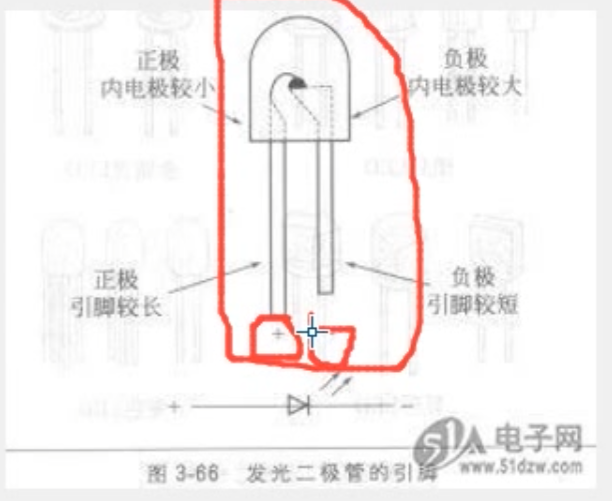 正极
内电极较小
负极
内电极较大
正极
引脚较长
负极
引脚较短
+
+ −
51A 电子网
www.51dzw.com
图 3-66 发光二极管的引脚